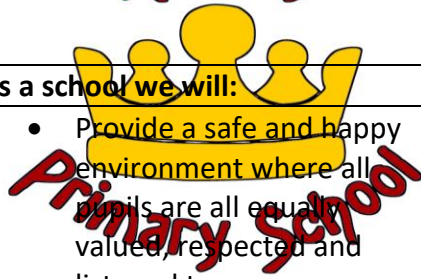 s a school we will:
• Provide a safe and happy
environment where all
pupils are all equally
valued, respected and
Primary School